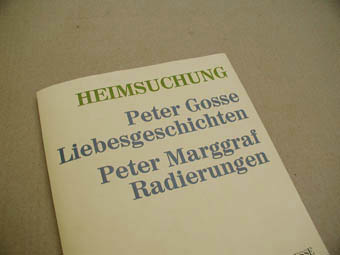 HEIMSUCHUNG
Peter Gosse
Liebesgeschichten
Peter Marggraf
Radierungen